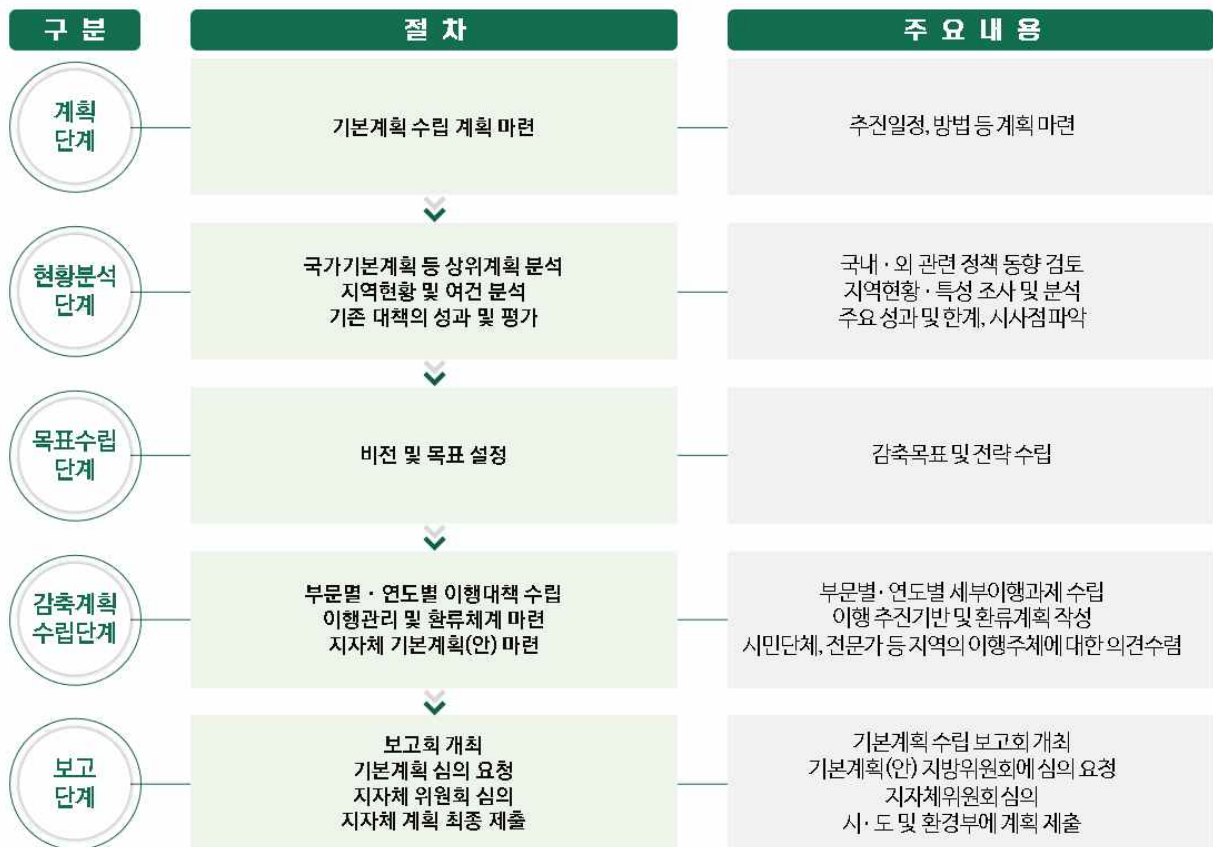 구 분
절 차
주 요 내 용
계획
단계
기본계획 수립 계획 마련
추진일정, 방법 등 계획 마련
현황분석
단계
국가기본계획 등 상위계획 분석
지역현황 및 여건 분석
기존 대책의 성과 및 평가
국내·외 관련 정책 동향 검토
지역현황·특성 조사 및 분석
주요 성과 및 한계, 시사점 파악
목표수립
단계
비전 및 목표 설정
감축목표 및 전략 수립
감축계획
수립단계
부문멸·연도별 이행대책 수립
이행관리 및 환류체계 마련
지자체 기본계획(안) 마련
부문별·연도별 세부이행과제 수립
이행 추진기반 및 환류계획 작성
시민단체, 전문가 등 지역의 이행주체에 대한 의견수렴
보고
단계
보고회 개최
기본계획 심의 요청
지자체 위원회 심의
지자체 계획 최종 제출
기본계획 수립 보고회 개최
기본계획(안) 지방위원회에 심의 요청
지자체위원회 심의
시·도 및 환경부에 계획 제출